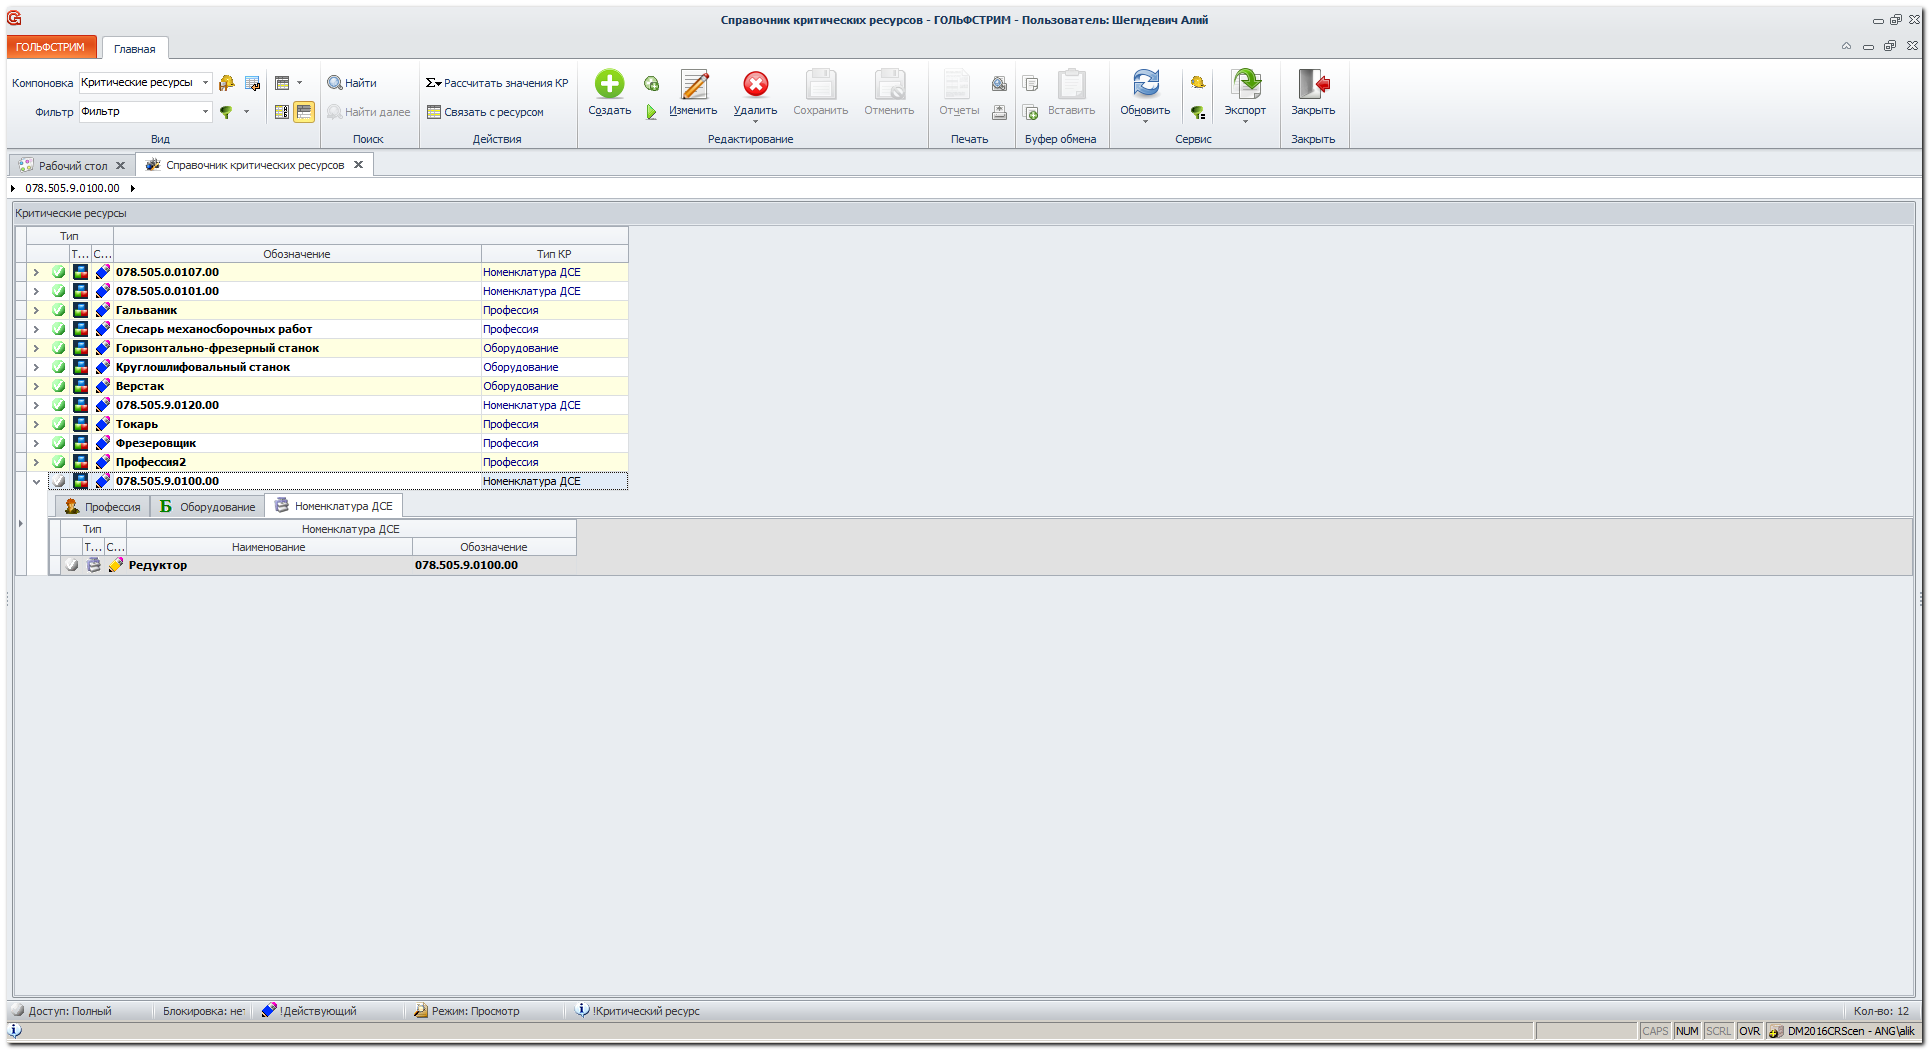 Справочник критических ресурсов - ГОЛЬФСТРИМ - Пользователь: Шегидевич Алий
ГОЛЬФСТРИМ Главная
Компоновка Критические ресурсы Найти Рассчитать значения КР
Фильтр Фильтр Найти далее Связать с ресурсом
Создать Изменить Удалить Сохранить Отменить Отчеты Вставить Обновить Экспорт Закрыть
Вид Поиск Действия Редактирование Печать Буфер обмена Сервис Закрыть
Рабочий стол Справочник критических ресурсов
078.505.9.0100.00
Критические ресурсы
Тип
Т... С... Обозначение Тип КР
078.505.0.0107.00 Номенклатура ДСЕ
078.505.0.0101.00 Номенклатура ДСЕ
Гальваник Профессия
Слесарь механосборочных работ Профессия
Горизонтально-фрезерный станок Оборудование
Круглошлифовальный станок Оборудование
Верстак Оборудование
078.505.9.0120.00 Номенклатура ДСЕ
Токарь Профессия
Фрезеровщик Профессия
Профессия2 Профессия
078.505.9.0100.00 Номенклатура ДСЕ
Профессия Б Оборудование Номенклатура ДСЕ
Тип Номенклатура ДСЕ
Т... С... Наименование Обозначение
Редуктор 078.505.9.0100.00
Доступ: Полный Блокировка: нет !Действующий Режим: Просмотр !Критический ресурс Кол-во: 12
CAPS NUM SCRL OVR DM2016CRScen - ANG\alik